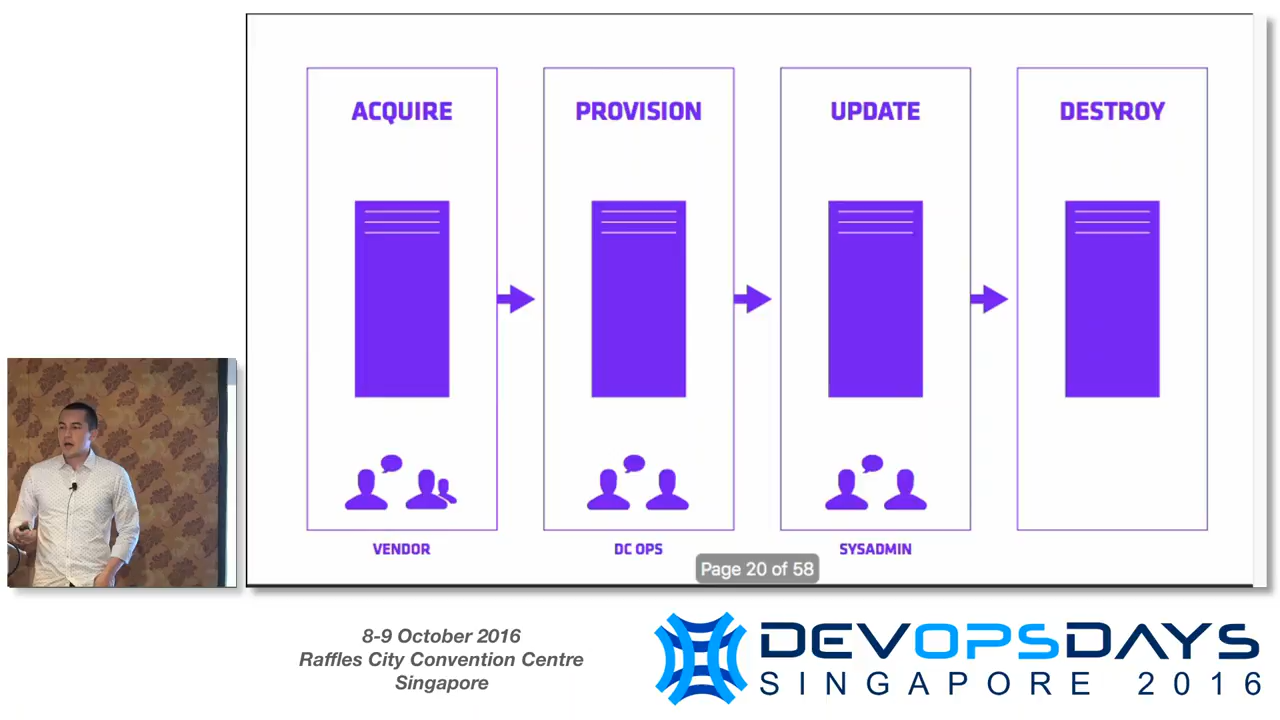 ACQUIRE
PROVISION
UPDATE
DESTROY
VENDOR
DC OPS
SYSADMIN
Page 20 of 58
8-9 October 2016
Raffles City Convention Centre
Singapore
DEVOPSDAYS
SINGAPORE 2016